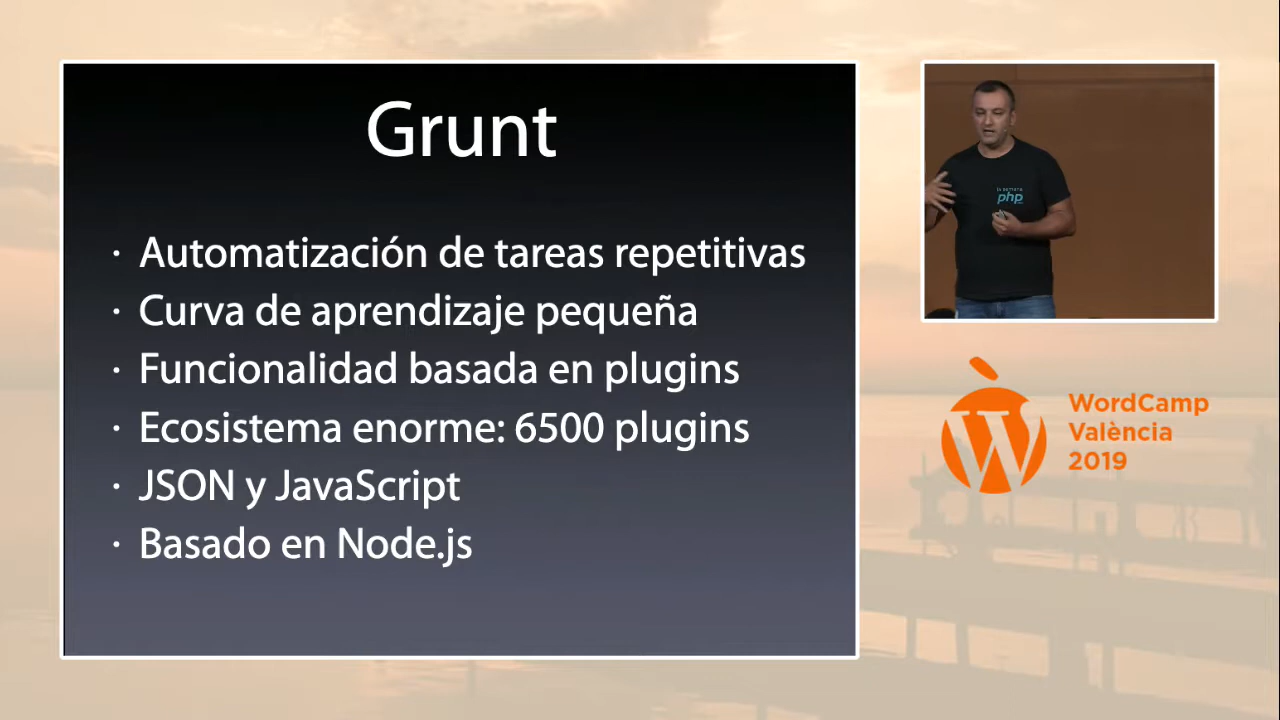 Grunt
· Automatización de tareas repetitivas
· Curva de aprendizaje pequeña
· Funcionalidad basada en plugins
· Ecosistema enorme: 6500 plugins
· JSON y JavaScript
· Basado en Node.js
php
WordCamp
València
2019